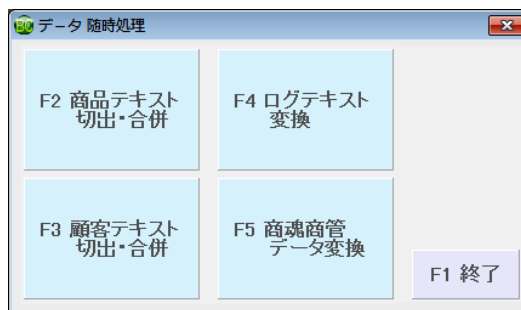 データ 随時処理
F2 商品テキスト
切出・合併
F4 ログテキスト
変換
F3 顧客テキスト
切出・合併
F5 商魂商管
データ変換
F1 終了